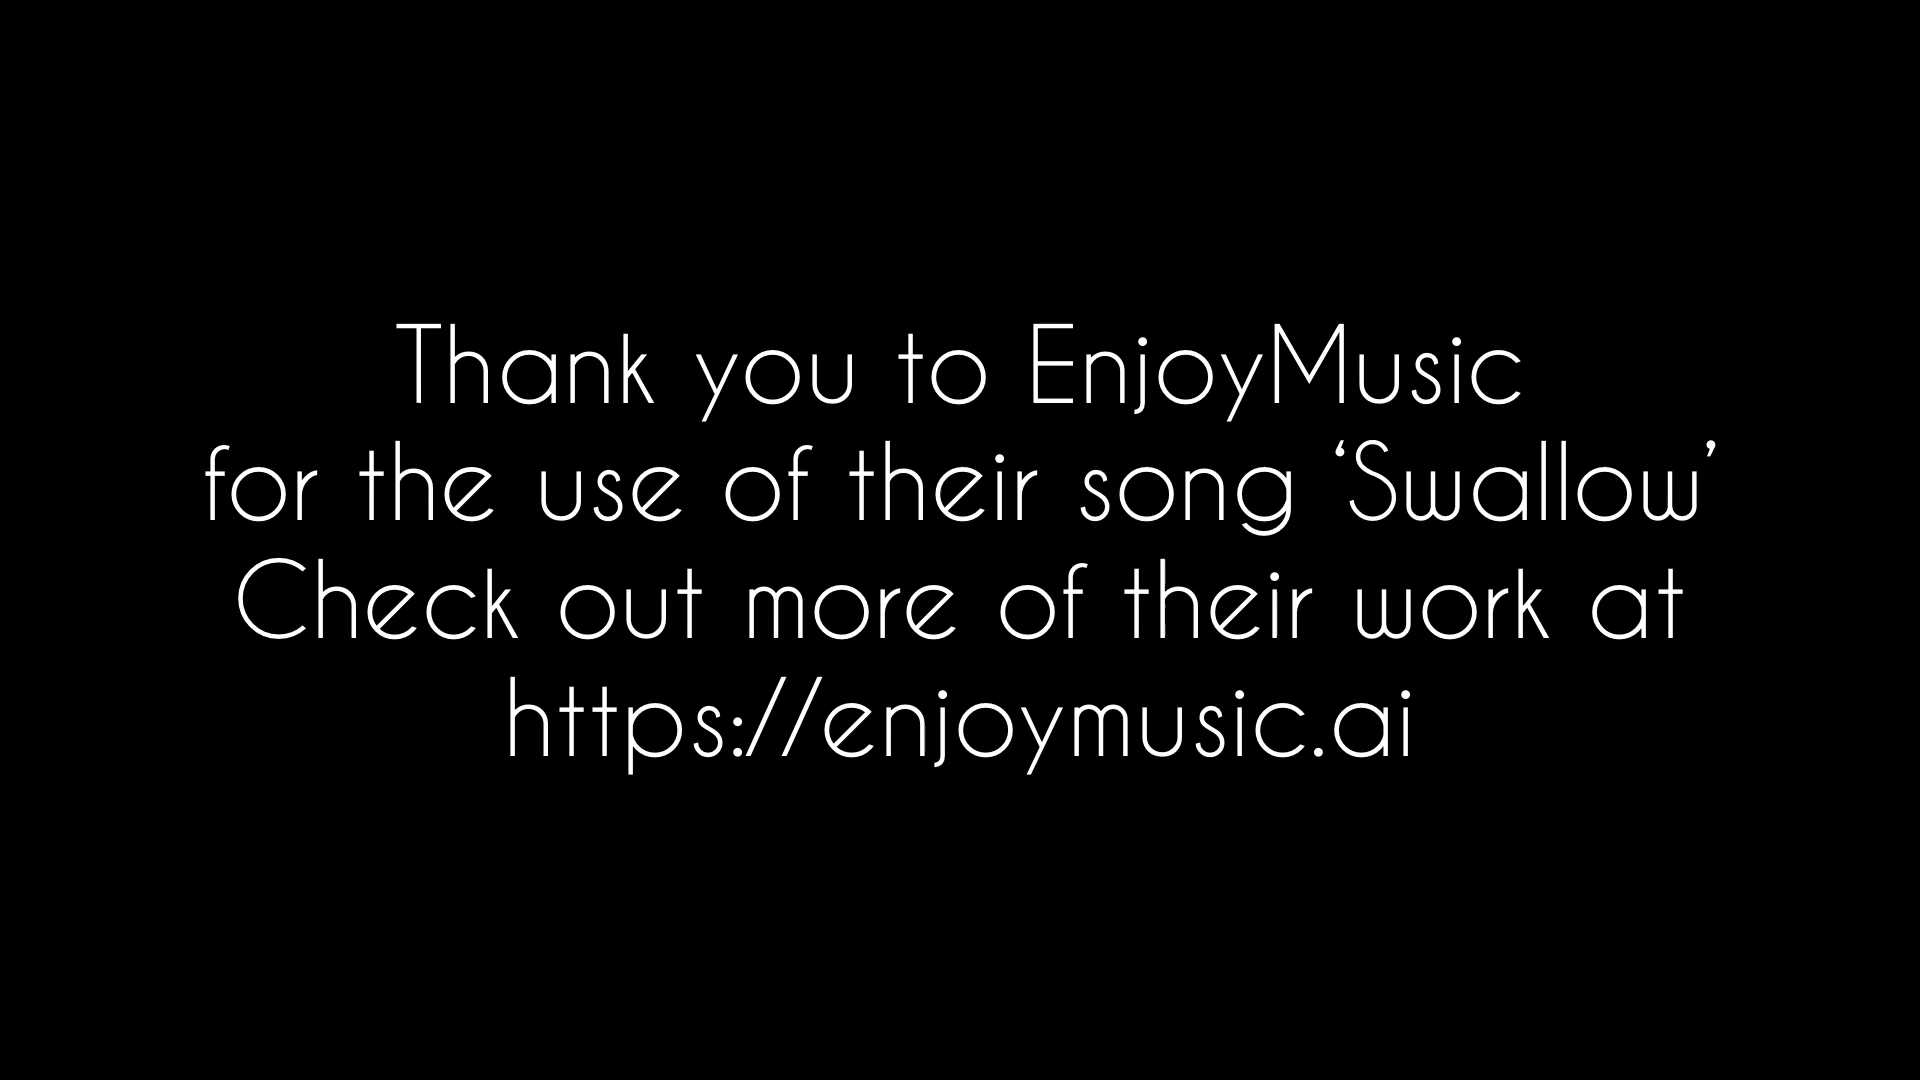 Thank you to EnjoyMusic
for the use of their song ‘Swallow’
Check out more of their work at
https://enjoymusic.ai